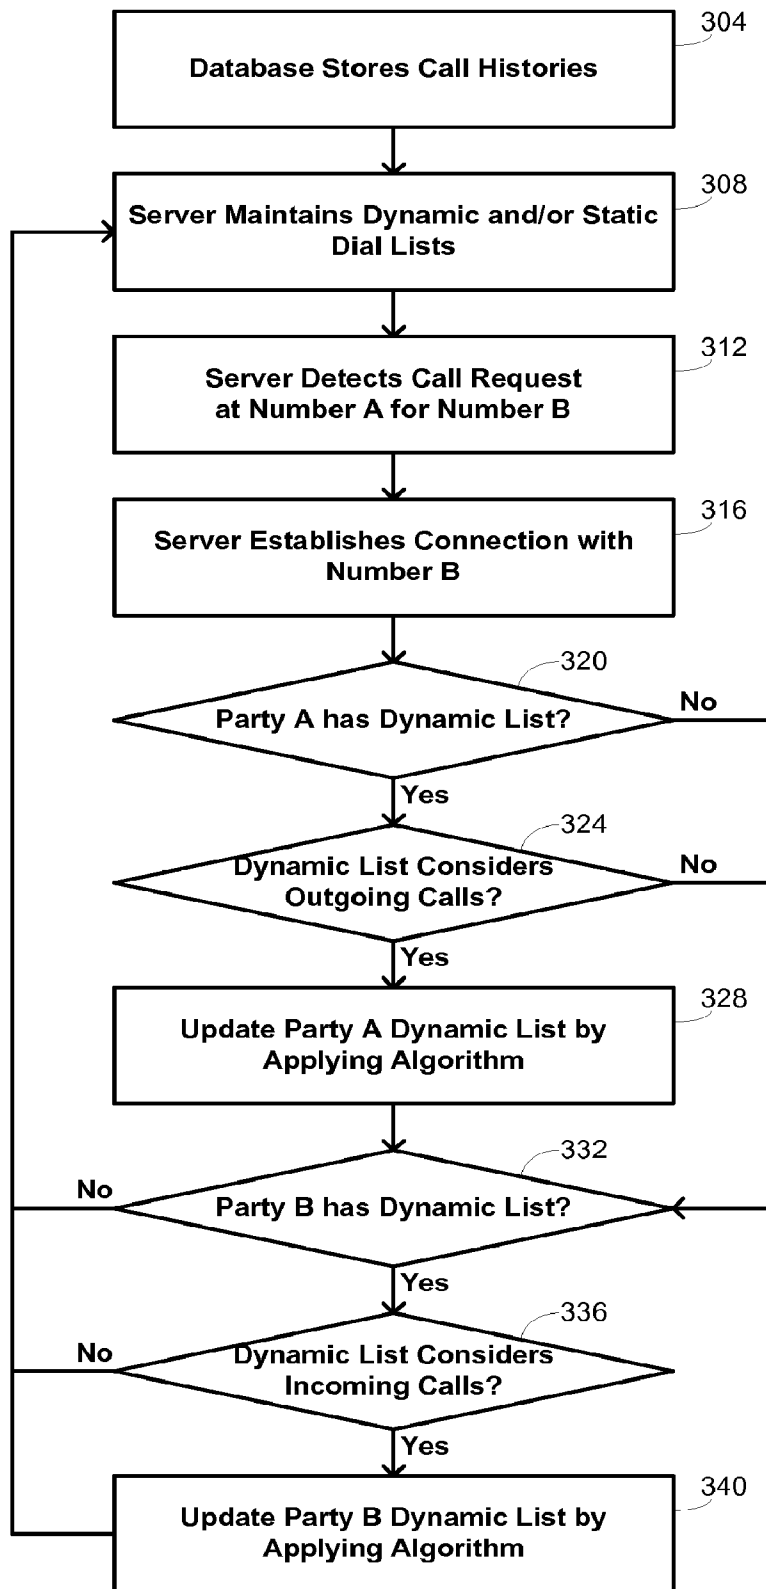 304
Database Stores Call Histories
308
Server Maintains Dynamic and/or Static
Dial Lists
312
Server Detects Call Request
at Number A for Number B
316
Server Establishes Connection with
Number B
320
Party A has Dynamic List?
No
Yes
324
Dynamic List Considers
Outgoing Calls?
No
Yes
328
Update Party A Dynamic List by
Applying Algorithm
332
No
Party B has Dynamic List?
Yes
336
No
Dynamic List Considers
Incoming Calls?
Yes
340
Update Party B Dynamic List by
Applying Algorithm